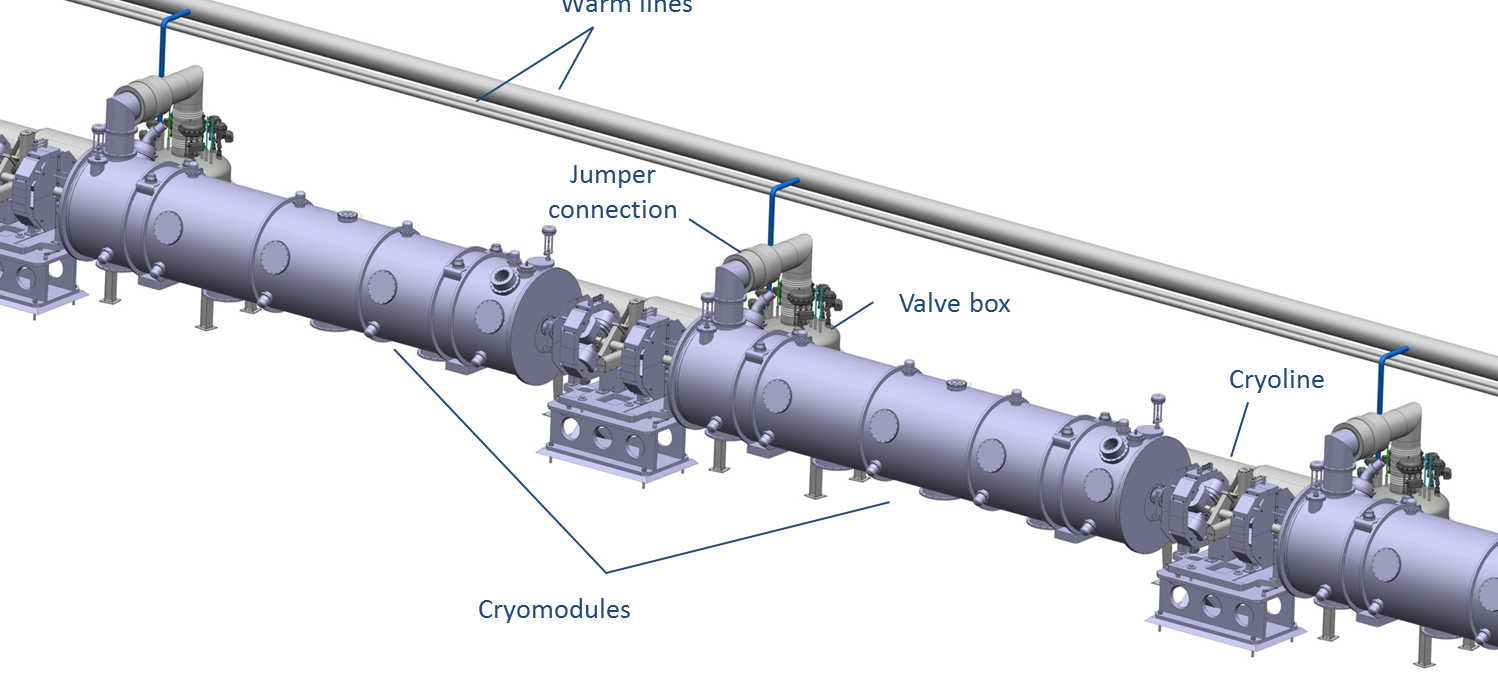 Warm lines
Jumper
connection
Valve box
Cryoline
Cryomodules